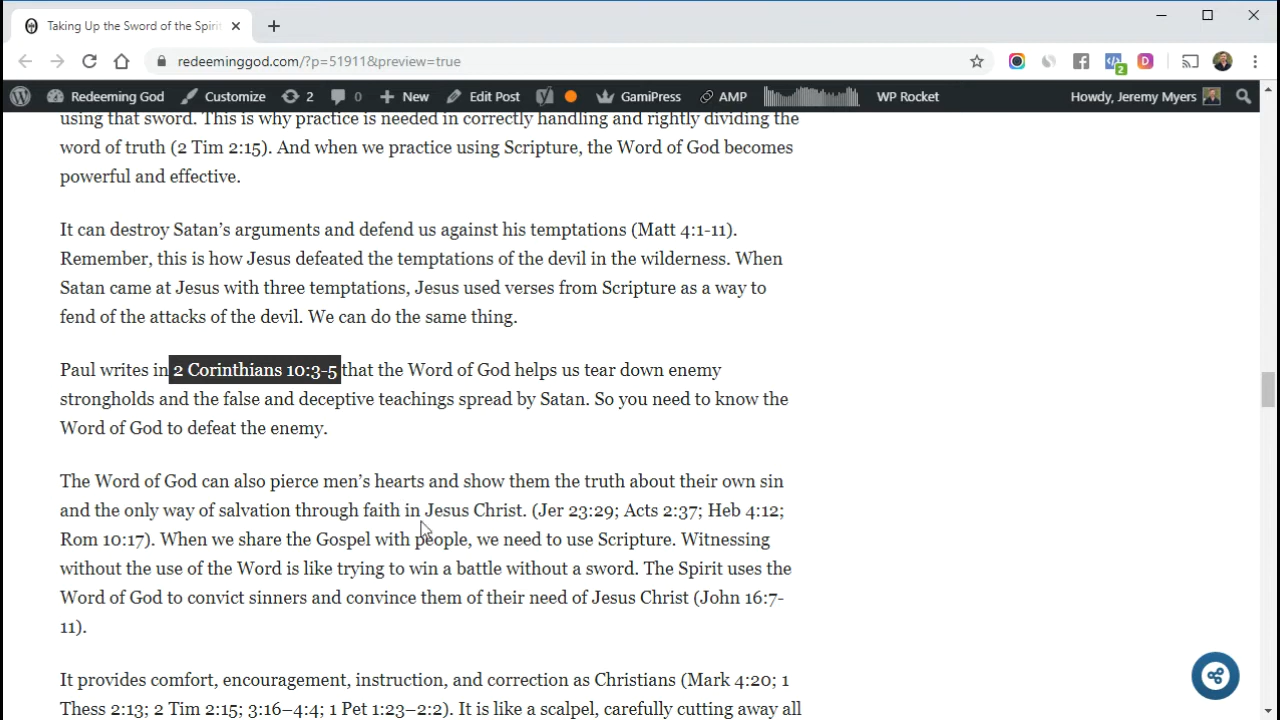 Taking Up the Sword of the Spiri
redeeminggod.com/?p=51911&preview=true
2
Redeeming God Customize 2 0 New Edit Post GamiPress AMP WP Rocket Howdy, Jeremy Myers
using that sword. This is why practice is needed in correctly handling and rightly dividing the
word of truth (2 Tim 2:15). And when we practice using Scripture, the Word of God becomes
powerful and effective.
It can destroy Satan’s arguments and defend us against his temptations (Matt 4:1-11).
Remember, this is how Jesus defeated the temptations of the devil in the wilderness. When
Satan came at Jesus with three temptations, Jesus used verses from Scripture as a way to
fend of the attacks of the devil. We can do the same thing.
Paul writes in 2 Corinthians 10:3-5 that the Word of God helps us tear down enemy
strongholds and the false and deceptive teachings spread by Satan. So you need to know the
Word of God to defeat the enemy.
The Word of God can also pierce men’s hearts and show them the truth about their own sin
and the only way of salvation through faith in Jesus Christ. (Jer 23:29; Acts 2:37; Heb 4:12;
Rom 10:17). When we share the Gospel with people, we need to use Scripture. Witnessing
without the use of the Word is like trying to win a battle without a sword. The Spirit uses the
Word of God to convict sinners and convince them of their need of Jesus Christ (John 16:7-
11).
It provides comfort, encouragement, instruction, and correction as Christians (Mark 4:20; 1
Thess 2:13; 2 Tim 2:15; 3:16–4:4; 1 Pet 1:23–2:2). It is like a scalpel, carefully cutting away all